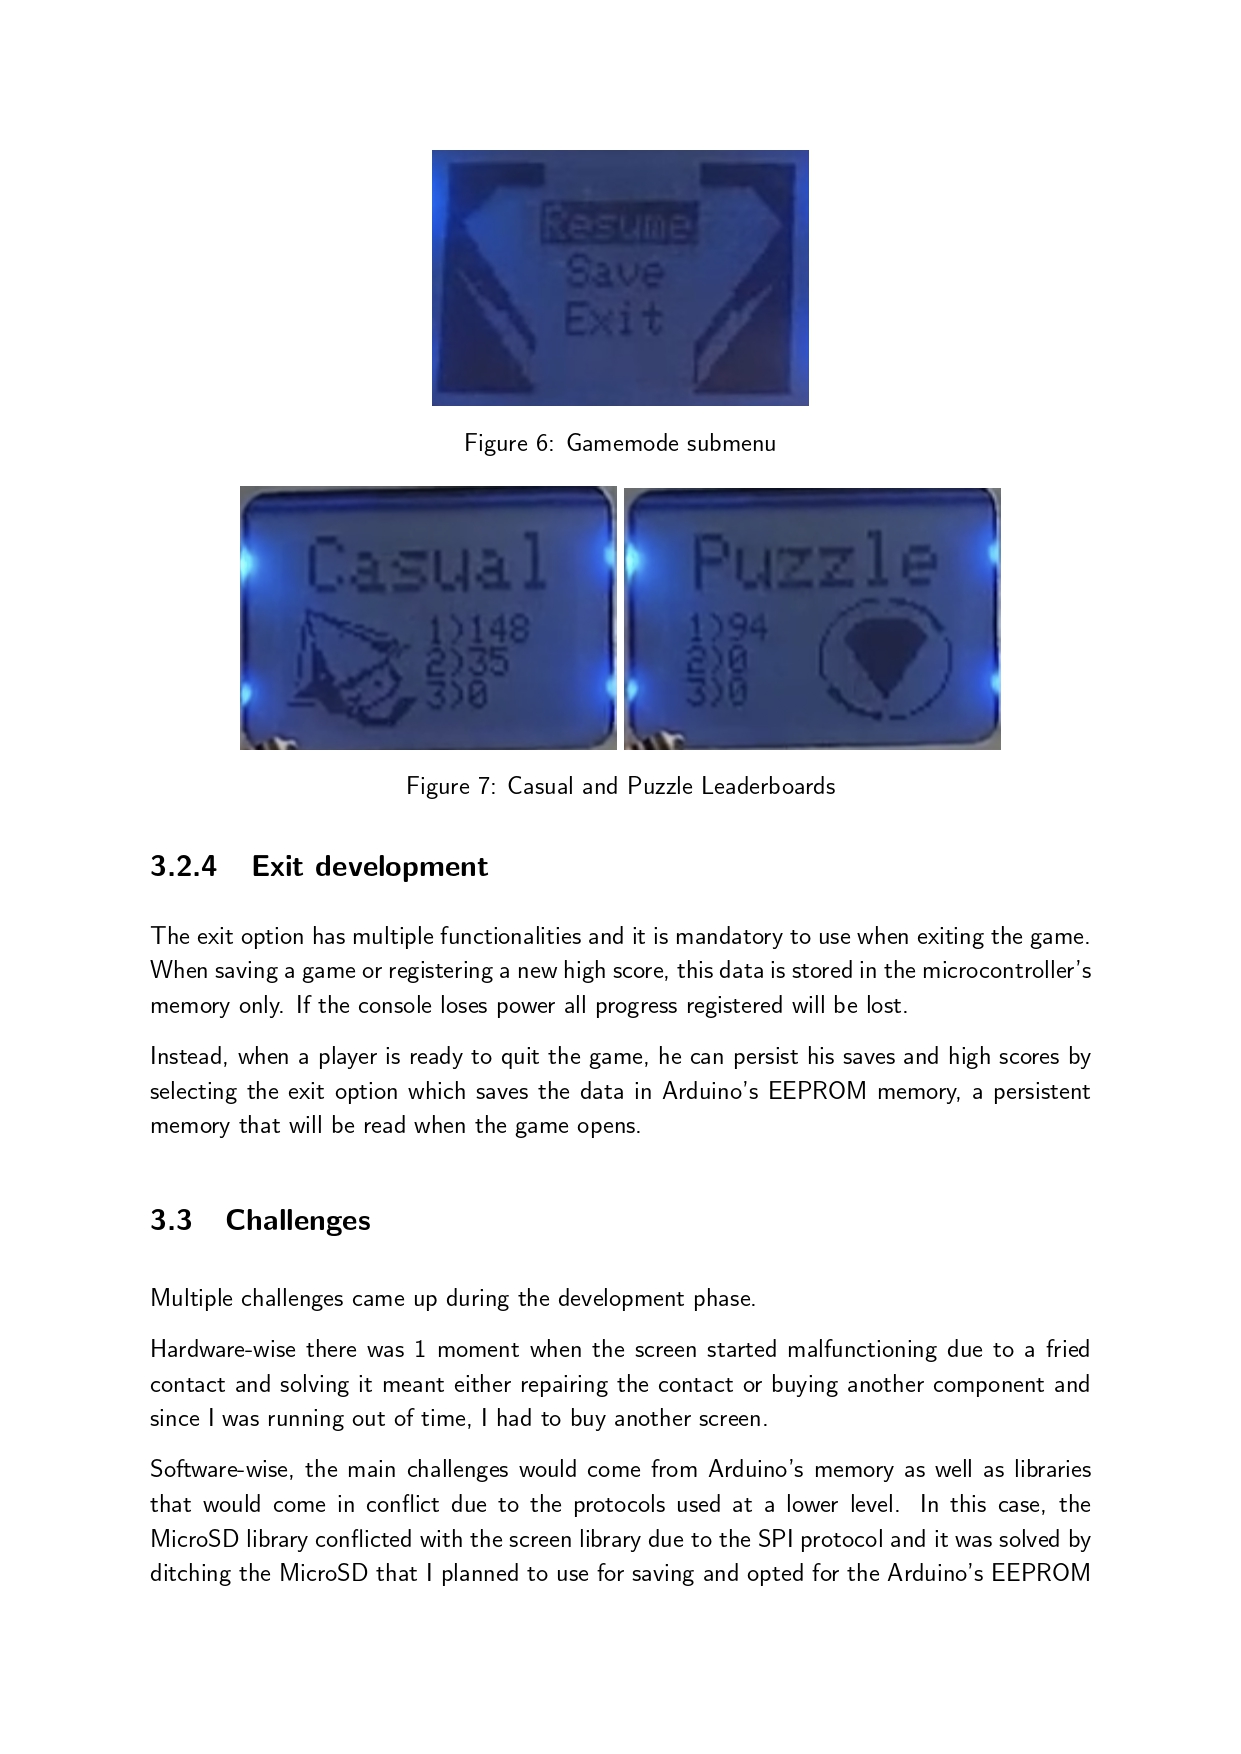 Resume
Save
Exit
Figure 6: Gamemode submenu
Casual
1)148
2)35
3)0
Puzzle
1)94
2)0
3)0
Figure 7: Casual and Puzzle Leaderboards
3.2.4 Exit development
The exit option has multiple functionalities and it is mandatory to use when exiting the game.
When saving a game or registering a new high score, this data is stored in the microcontroller's
memory only. If the console loses power all progress registered will be lost.
Instead, when a player is ready to quit the game, he can persist his saves and high scores by
selecting the exit option which saves the data in Arduino's EEPROM memory, a persistent
memory that will be read when the game opens.
3.3 Challenges
Multiple challenges came up during the development phase.
Hardware-wise there was 1 moment when the screen started malfunctioning due to a fried
contact and solving it meant either repairing the contact or buying another component and
since I was running out of time, I had to buy another screen.
Software-wise, the main challenges would come from Arduino's memory as well as libraries
that would come in conflict due to the protocols used at a lower level. In this case, the
MicroSD library conflicted with the screen library due to the SPI protocol and it was solved by
ditching the MicroSD that I planned to use for saving and opted for the Arduino's EEPROM